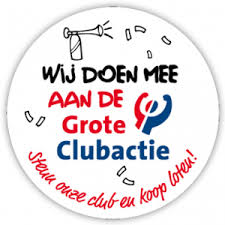 WIJ DOEN MEE
AAN DE
Grote
Clubactie
Steun onze club en koop loten!